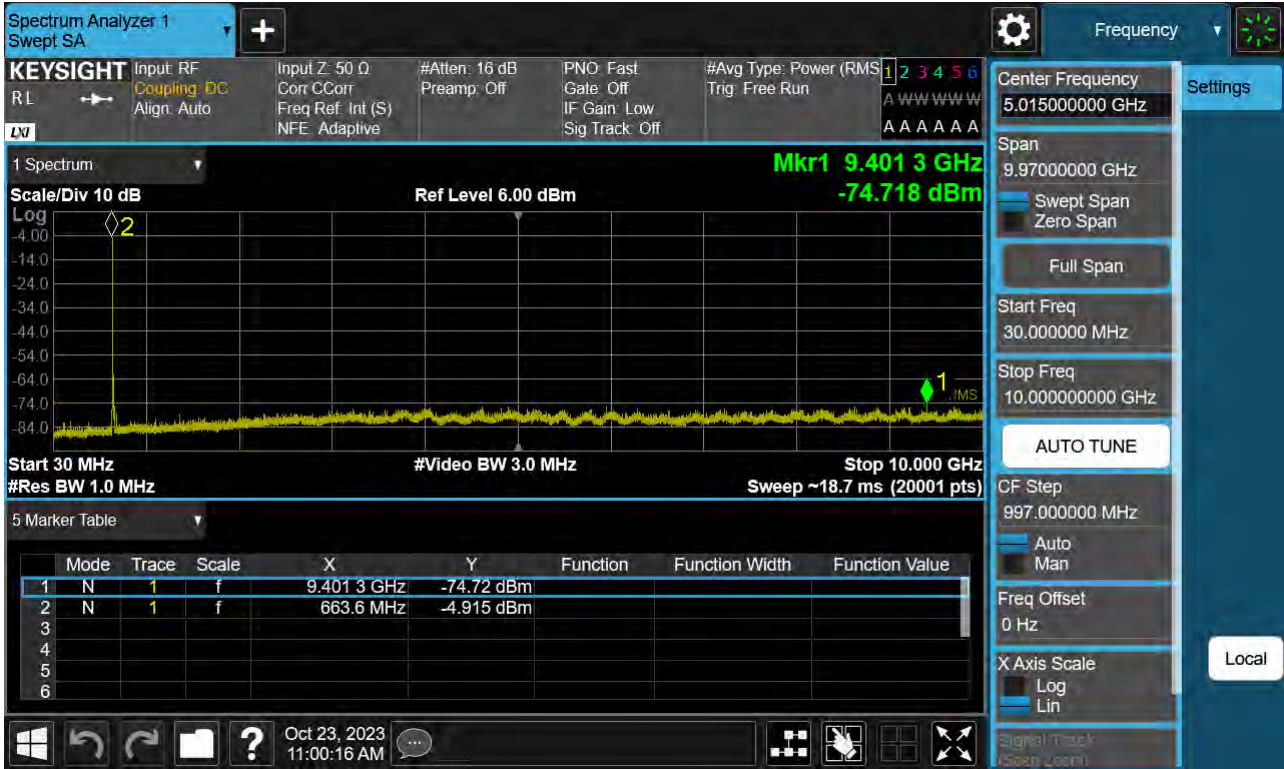 Spectrum Analyzer 1
Swept SA
+
Frequency
KEYSIGHT
RL
LXI
Input: RF
Coupling: DC
Align: Auto
Input Z: 50 Ω
Corr CCorr
Freq Ref: Int (S)
NFE: Adaptive
#Atten: 16 dB
Preamp: Off
PNO: Fast
Gate: Off
IF Gain: Low
Sig Track: Off
#Avg Type: Power (RMS
Trig: Free Run
1 2 3 4 5 6
A W W W W W
A A A A A A
1 Spectrum
Mkr1 9.401 3 GHz
-74.718 dBm
Scale/Div 10 dB
Ref Level 6.00 dBm
Log
-4.00
-14.0
-24.0
-34.0
-44.0
-54.0
-64.0
-74.0
-84.0
2
1
Start 30 MHz
#Video BW 3.0 MHz
Stop 10.000 GHz
#Res BW 1.0 MHz
Sweep ~18.7 ms (20001 pts)
5 Marker Table
Mode Trace Scale X Y Function Function Width Function Value
1 N 1 f 9.401 3 GHz -74.72 dBm
2 N 1 f 663.6 MHz -4.915 dBm
3
4
5
6
?
Oct 23, 2023
11:00:16 AM
Center Frequency
5.015000000 GHz
Settings
Span
9.97000000 GHz
Swept Span
Zero Span
Full Span
Start Freq
30.000000 MHz
Stop Freq
10.000000000 GHz
AUTO TUNE
CF Step
997.000000 MHz
Auto
Man
Freq Offset
0 Hz
X Axis Scale
Log
Lin
Local
Signal Track
(Span Zoom)